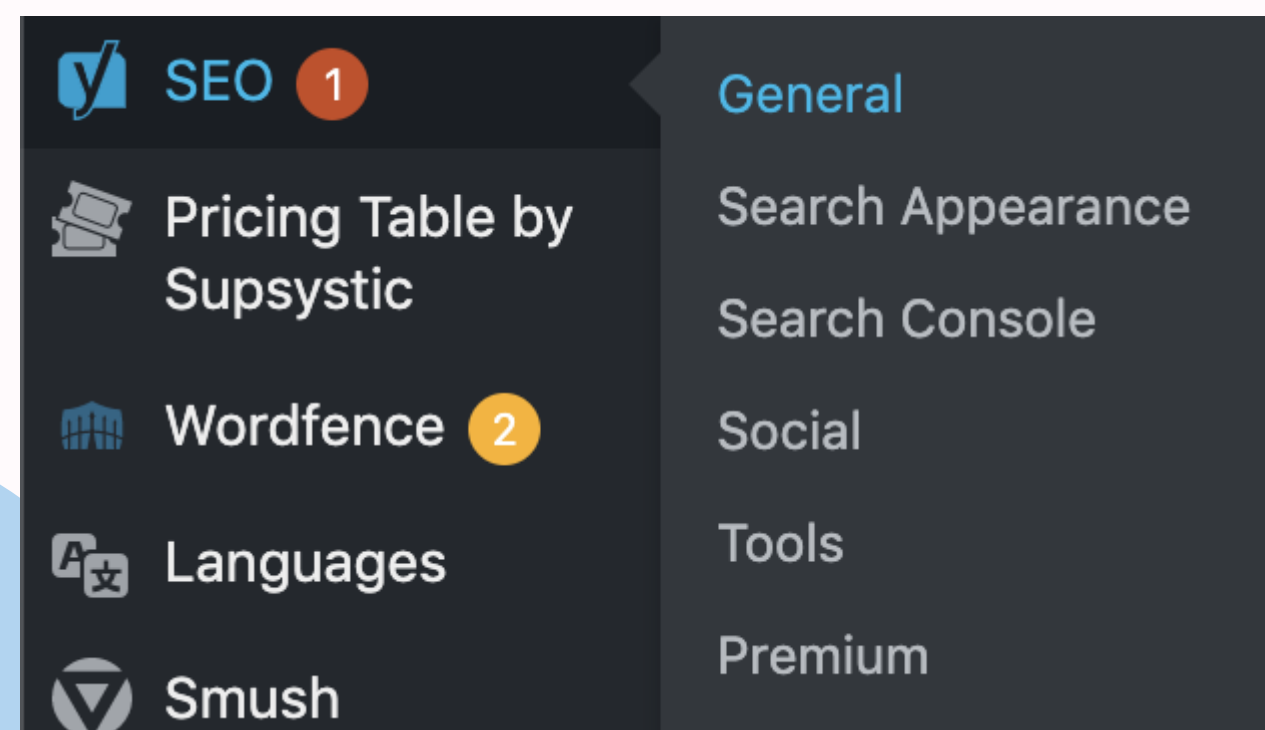 SEO 1
Pricing Table by
Supsystic
Wordfence 2
Languages
Smush
General
Search Appearance
Search Console
Social
Tools
Premium